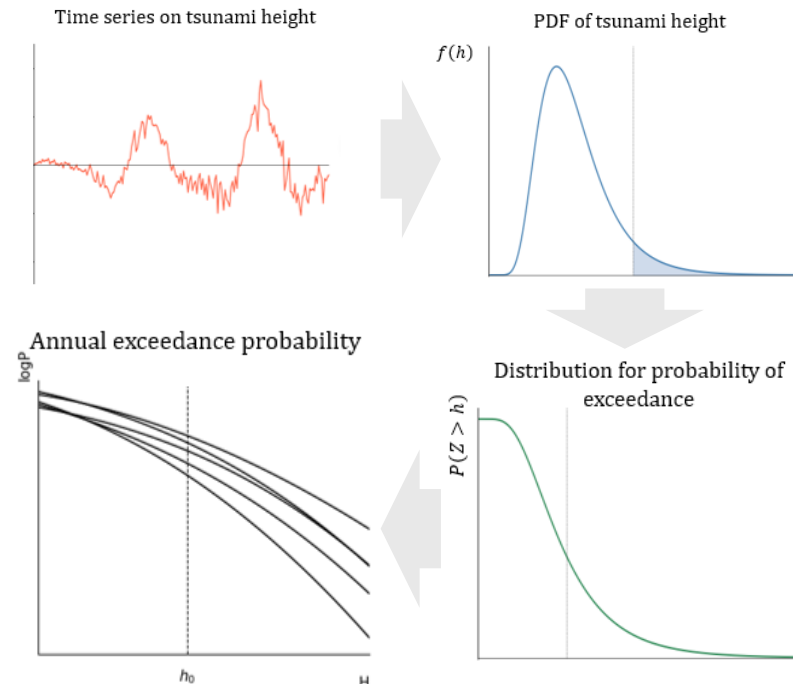 Time series on tsunami height
PDF of tsunami height
f(h)
Annual exceedance probability
logP
h₀
H
Distribution for probability of
exceedance
P(Z > h)